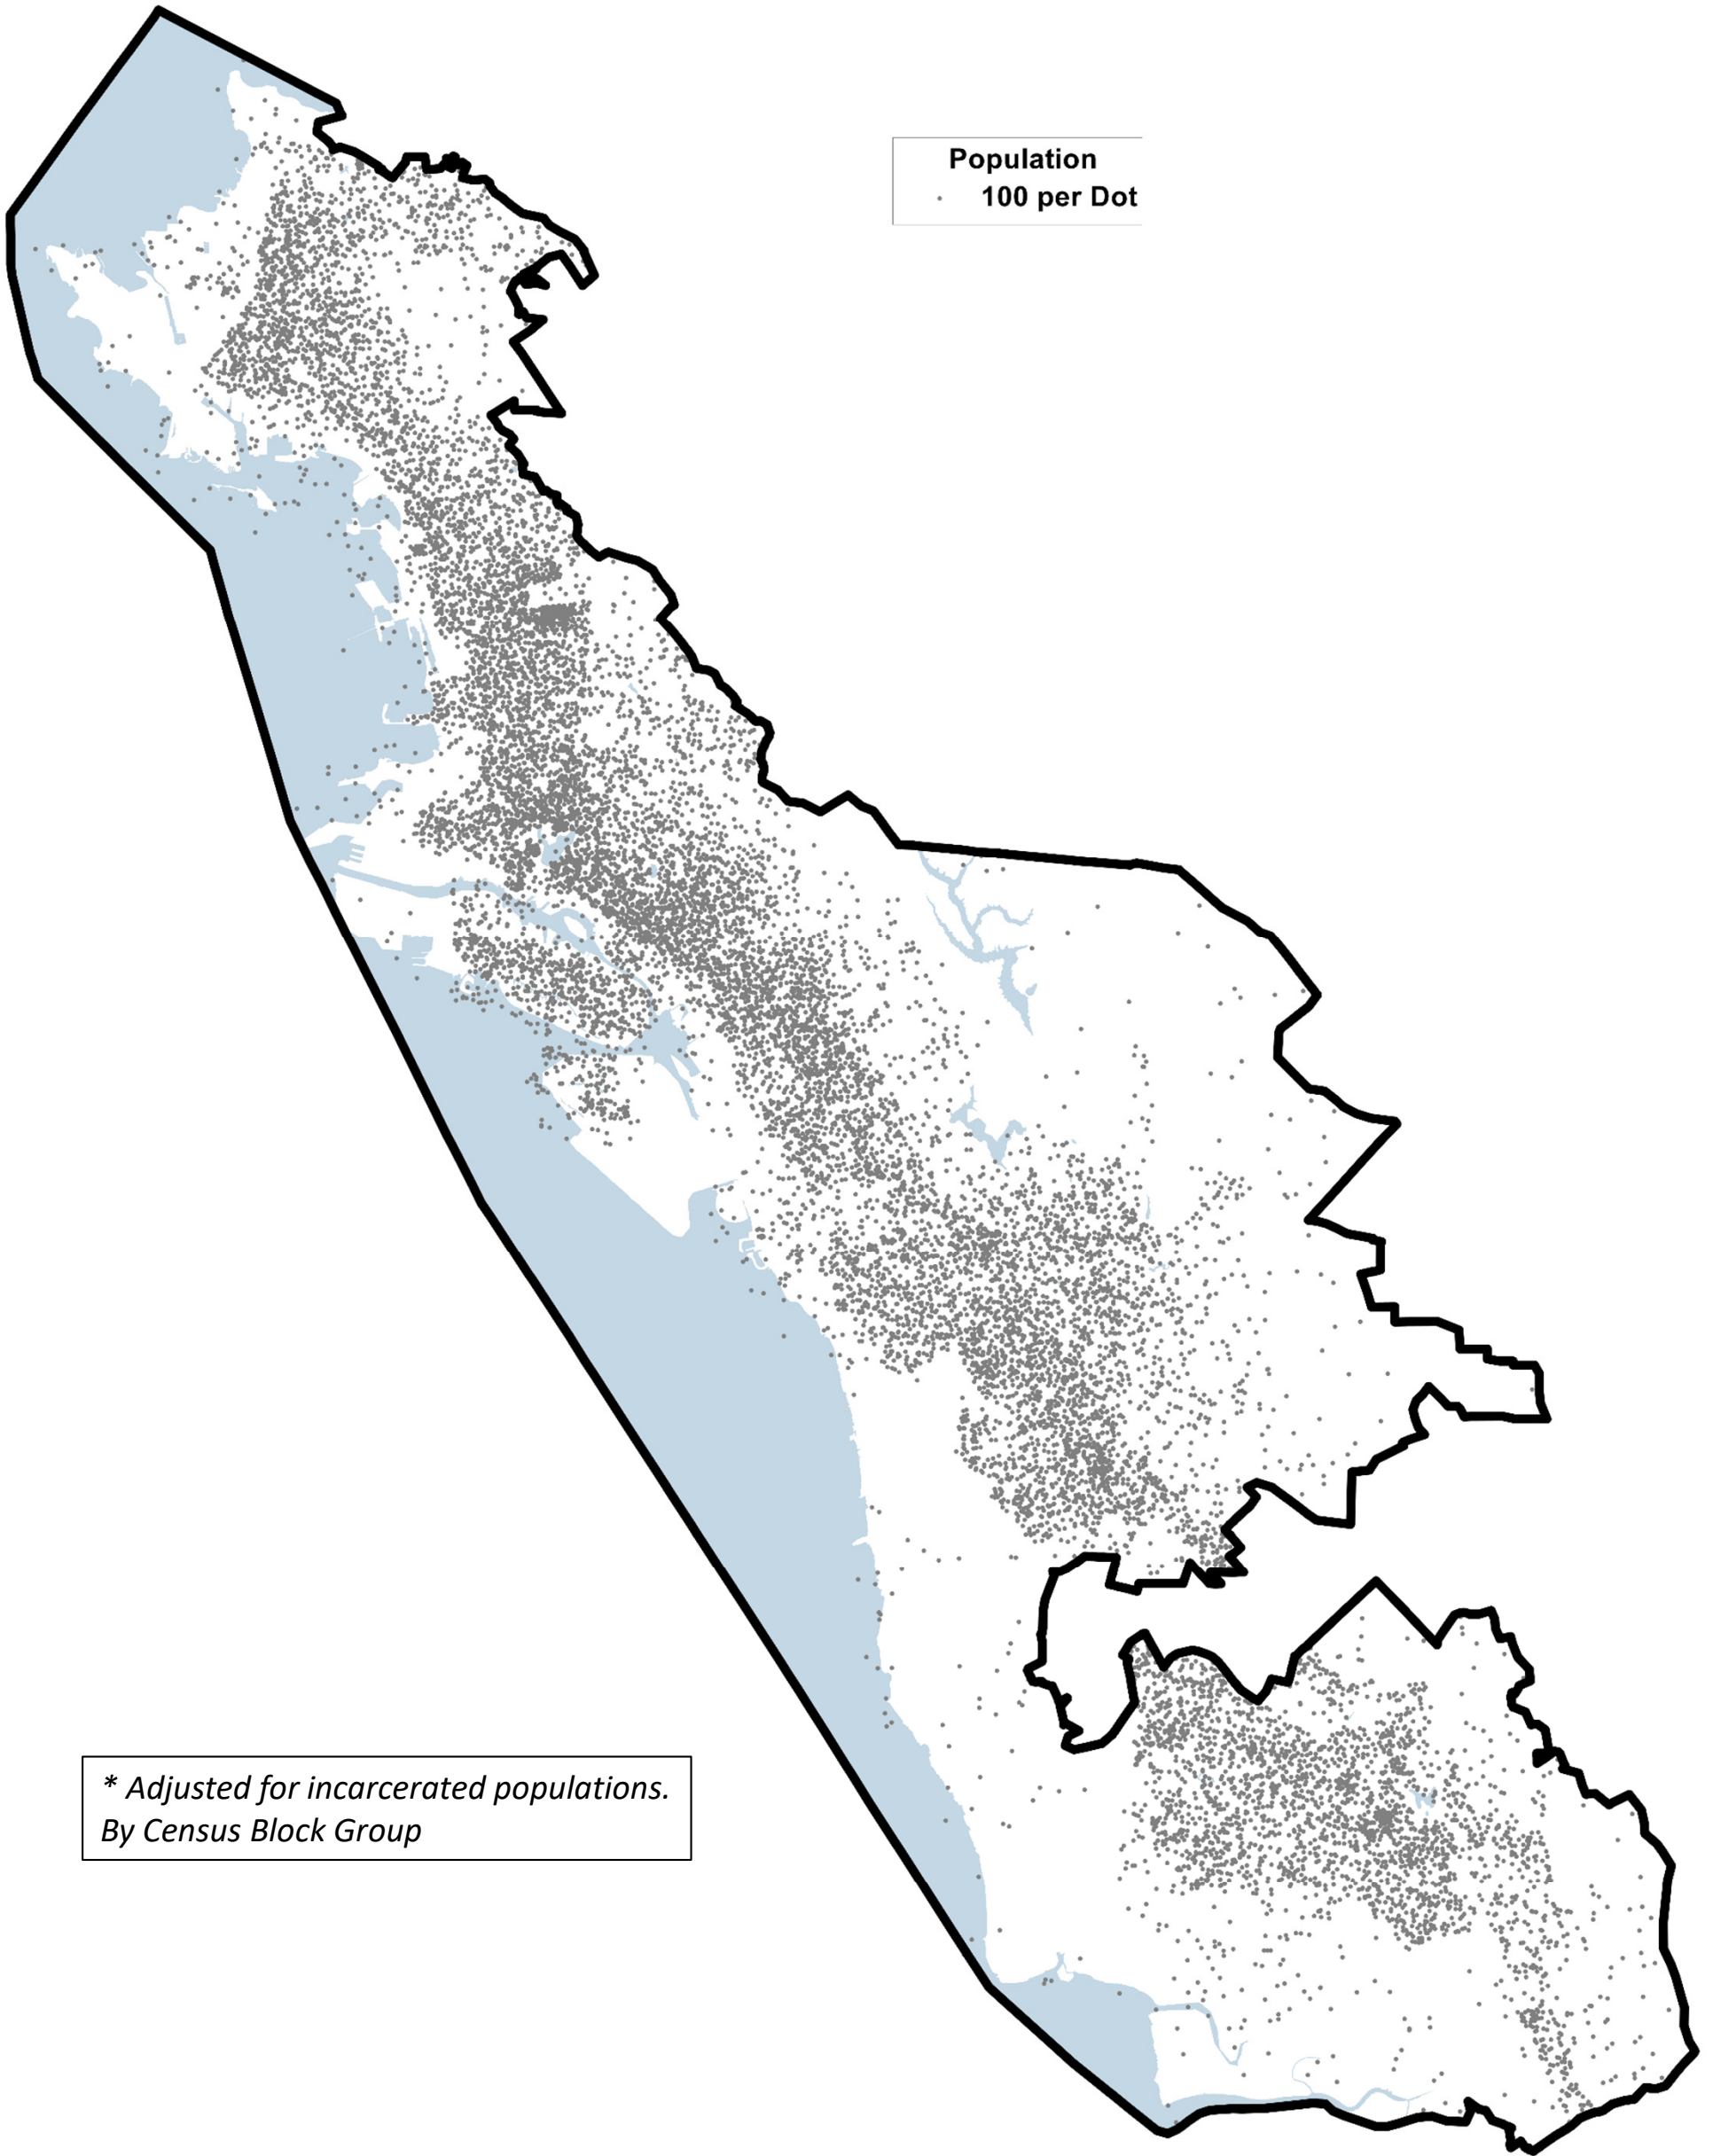 Population
100 per Dot
* Adjusted for incarcerated populations.
By Census Block Group